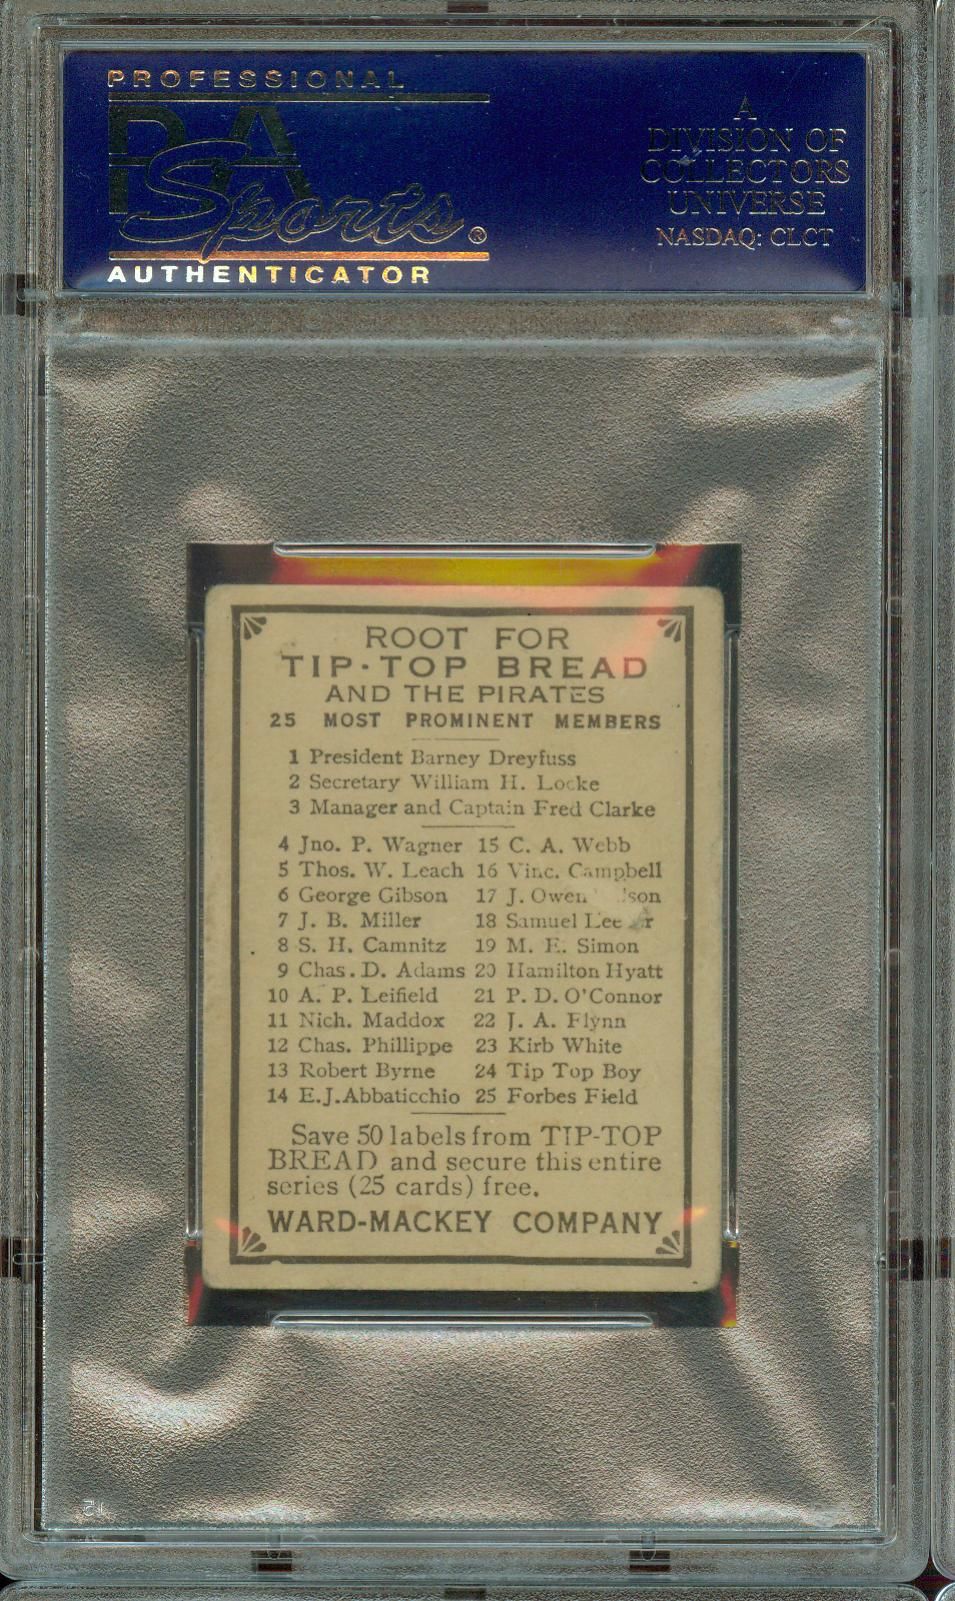 PROFESSIONAL
PSA
Sports®
AUTHENTICATOR
A
DIVISION OF
COLLECTORS
UNIVERSE
NASDAQ: CLCT
ROOT FOR
TIP·TOP BREAD
AND THE PIRATES
25 MOST PROMINENT MEMBERS
1 President Barney Dreyfuss
2 Secretary William H. Locke
3 Manager and Captain Fred Clarke
4 Jno. P. Wagner
5 Thos. W. Leach
6 George Gibson
7 J. B. Miller
8 S. H. Camnitz
9 Chas. D. Adams
10 A. P. Leifield
11 Nich. Maddox
12 Chas. Phillippe
13 Robert Byrne
14 E.J.Abbaticchio
15 C. A. Webb
16 Vinc. Campbell
17 J. Owen
18 Samuel
19 M. E. Simon
20 Hamilton Hyatt
21 P. D. O'Connor
22 J. A. Flynn
23 Kirb White
24 Tip Top Boy
25 Forbes Field
Save 50 labels from TIP-TOP
BREAD and secure this entire
series (25 cards) free.
WARD-MACKEY COMPANY